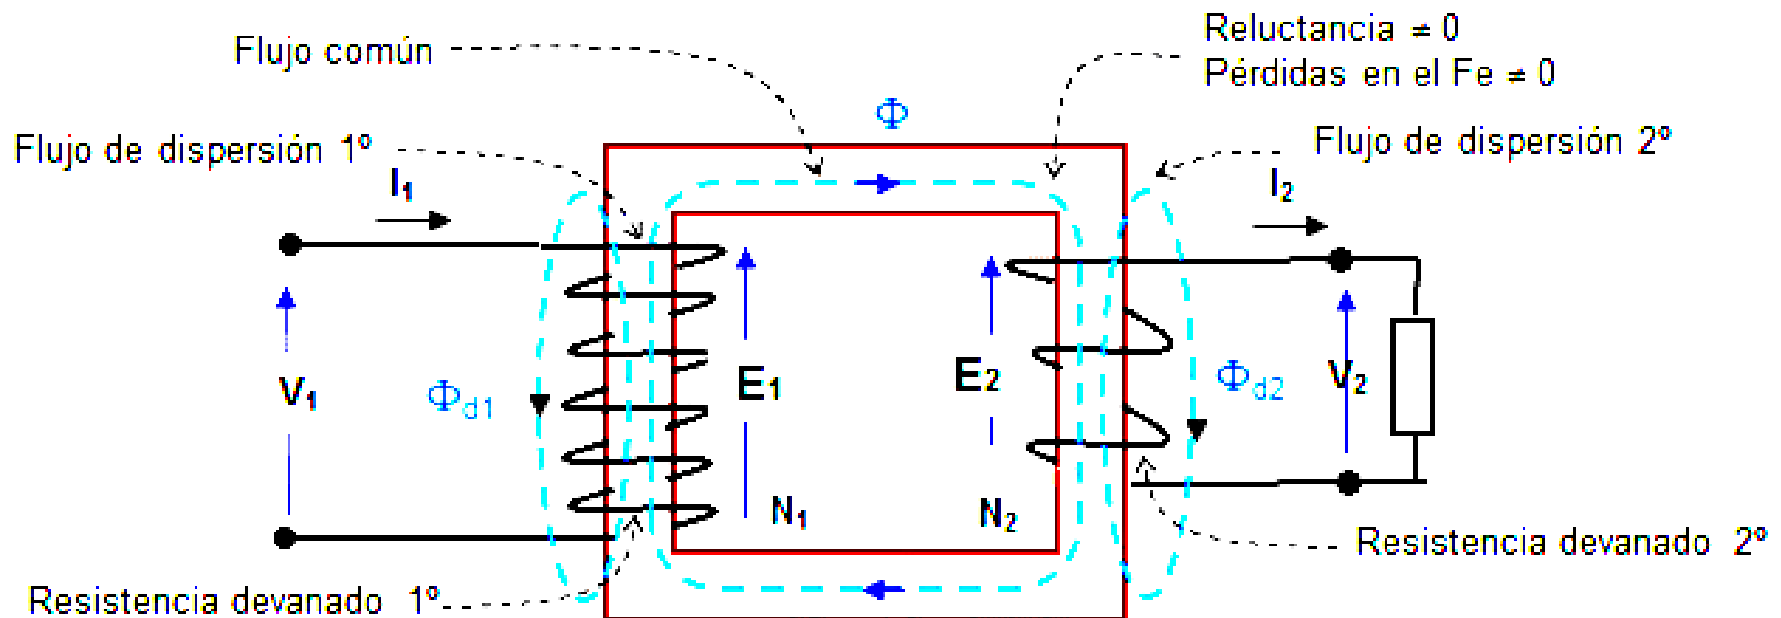 Reluctancia ≠ 0
Flujo común
Pérdidas en el Fe ≠ 0
Φ
Flujo de dispersión 1º
Flujo de dispersión 2º
I₁
I₂
V₁
Φd1
E₁
E₂
Φd2
V₂
N₁
N₂
Resistencia devanado 2º
Resistencia devanado 1º